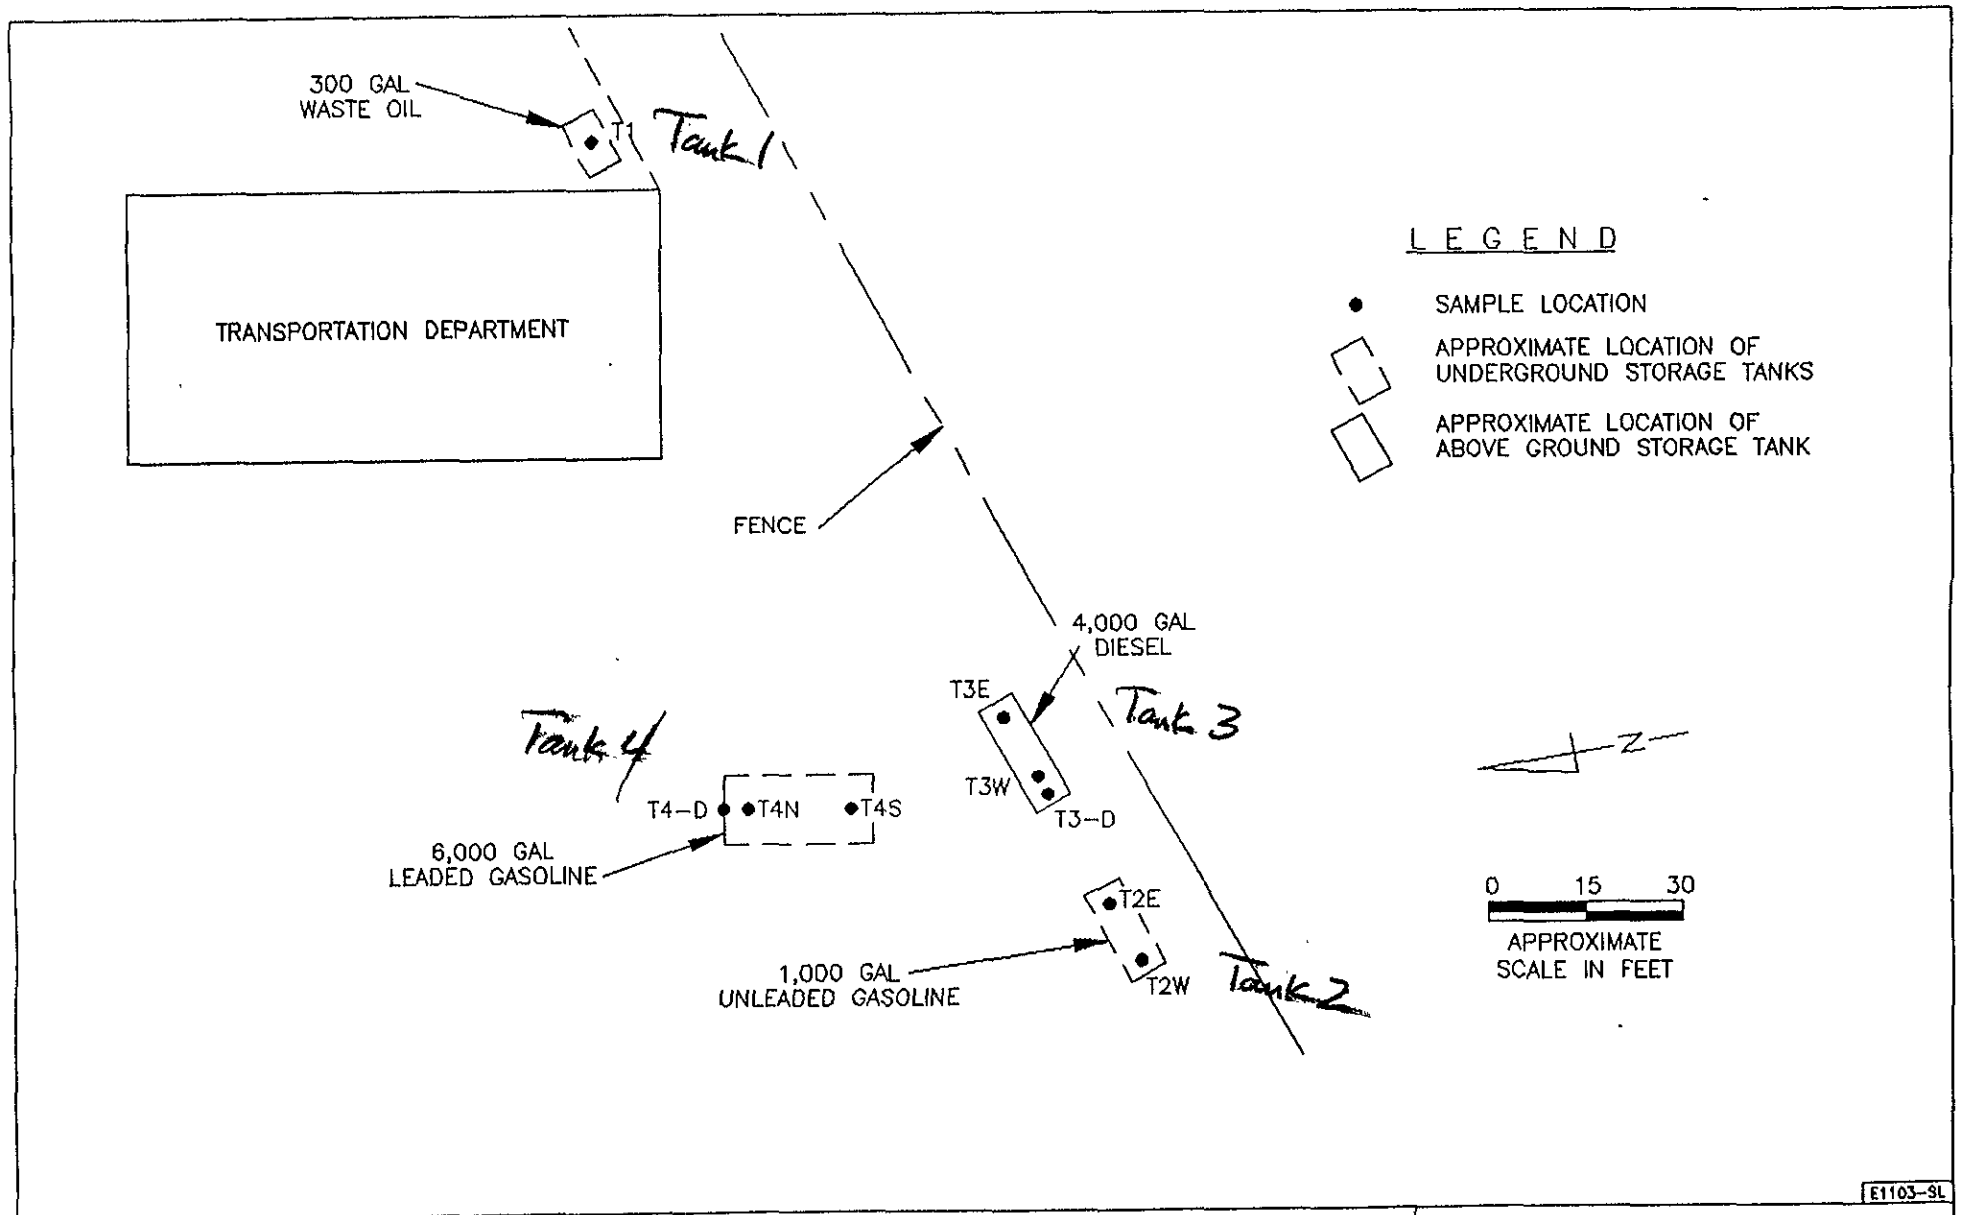 300 GAL
WASTE OIL
T1
Tank 1
TRANSPORTATION DEPARTMENT
L E G E N D
SAMPLE LOCATION
APPROXIMATE LOCATION OF
UNDERGROUND STORAGE TANKS
APPROXIMATE LOCATION OF
ABOVE GROUND STORAGE TANK
FENCE
4,000 GAL
DIESEL
T3E
Tank 3
T3W
T3-D
Tank 4
T4-D
T4N
T4S
6,000 GAL
LEADED GASOLINE
T2E
T2W
Tank 2
1,000 GAL
UNLEADED GASOLINE
Z
0 15 30
APPROXIMATE
SCALE IN FEET
E1103-SL